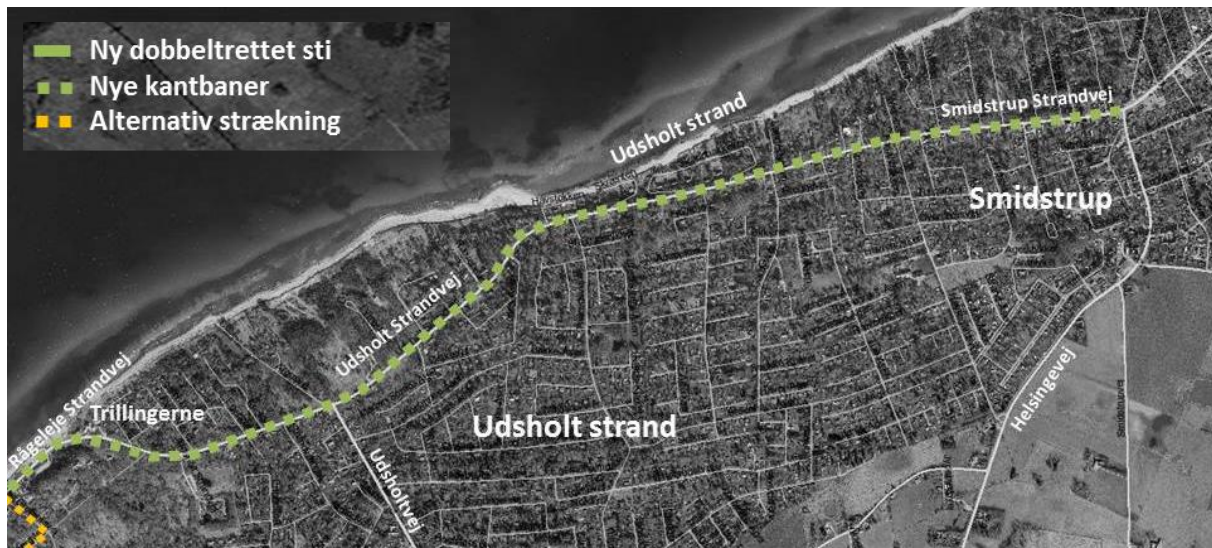 Ny dobbeltrettet sti
Nye kantbaner
Alternativ strækning
Smidstrup Strandvej
Udsholt strand
Smidstrup
Udsholt Strandvej
Rågeleje Strandvej
Trillingerne
Udsholt strand
Helsingevej
Udsholtvej